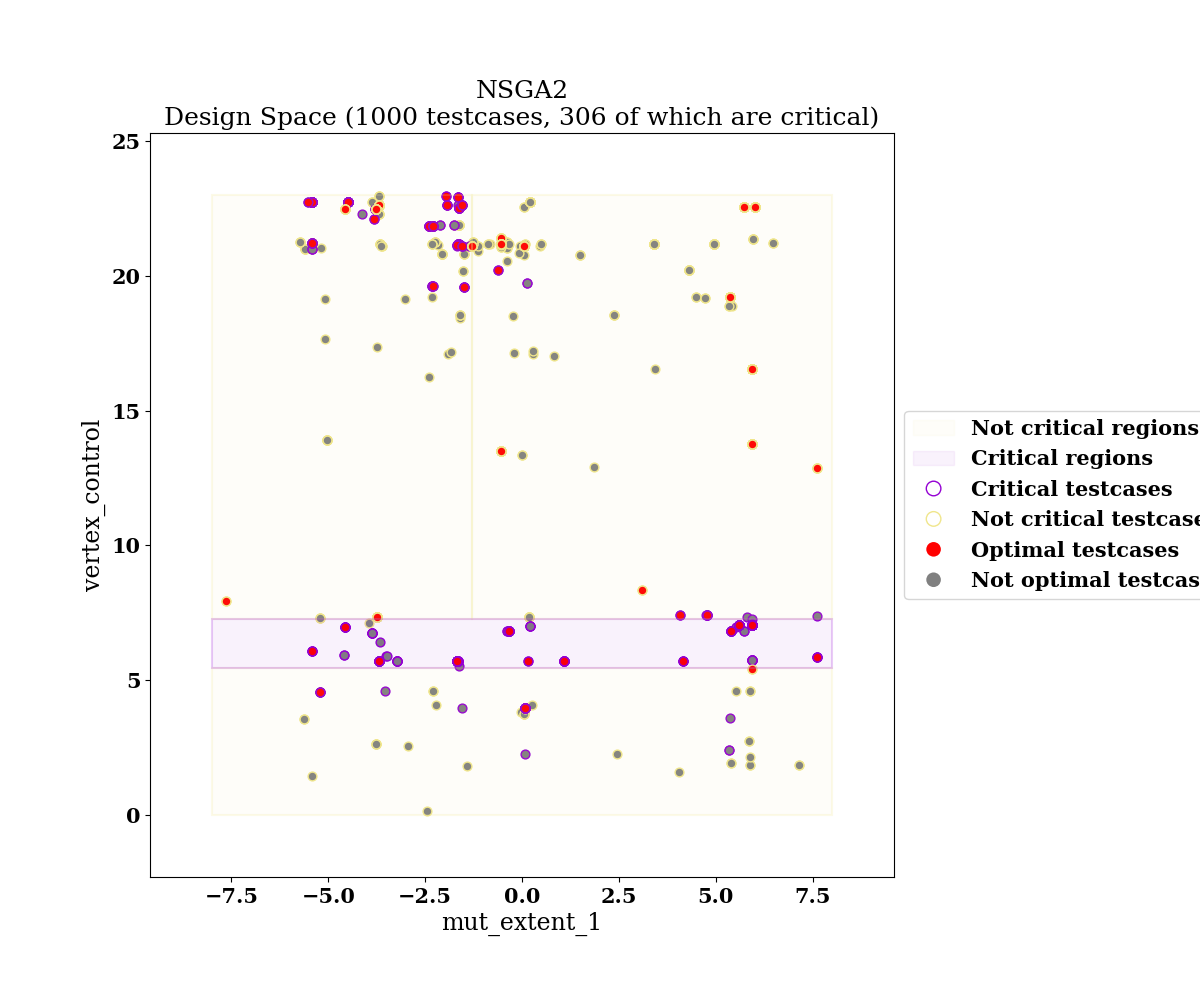 NSGA2
Design Space (1000 testcases, 306 of which are critical)
25
20
15
10
5
0
vertex_control
−7.5 −5.0 −2.5 0.0 2.5 5.0 7.5
mut_extent_1
Not critical regions
Critical regions
Critical testcases
Not critical testcase
Optimal testcases
Not optimal testcas